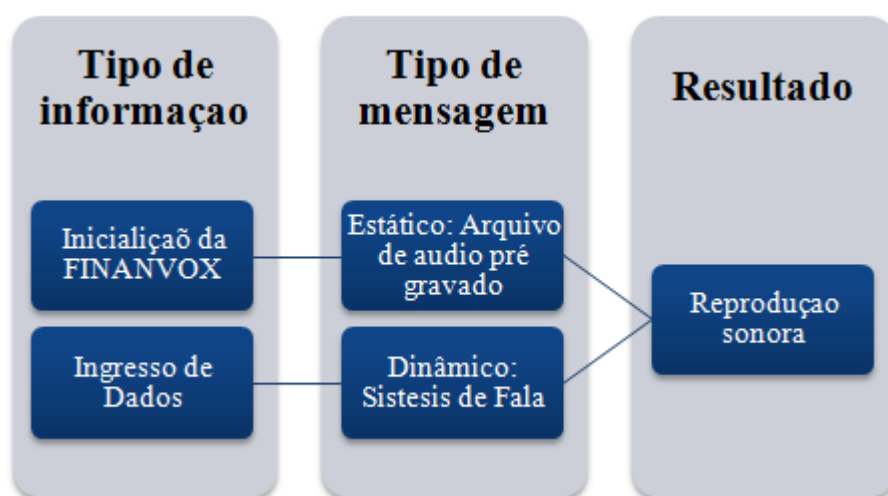 Tipo de
informaçao
Inicialiçaõ da
FINANVOX
Ingresso de
Dados
Tipo de
mensagem
Estático: Arquivo
de audio pré
gravado
Dinâmico:
Sistesis de Fala
Resultado
Reproduçao
sonora